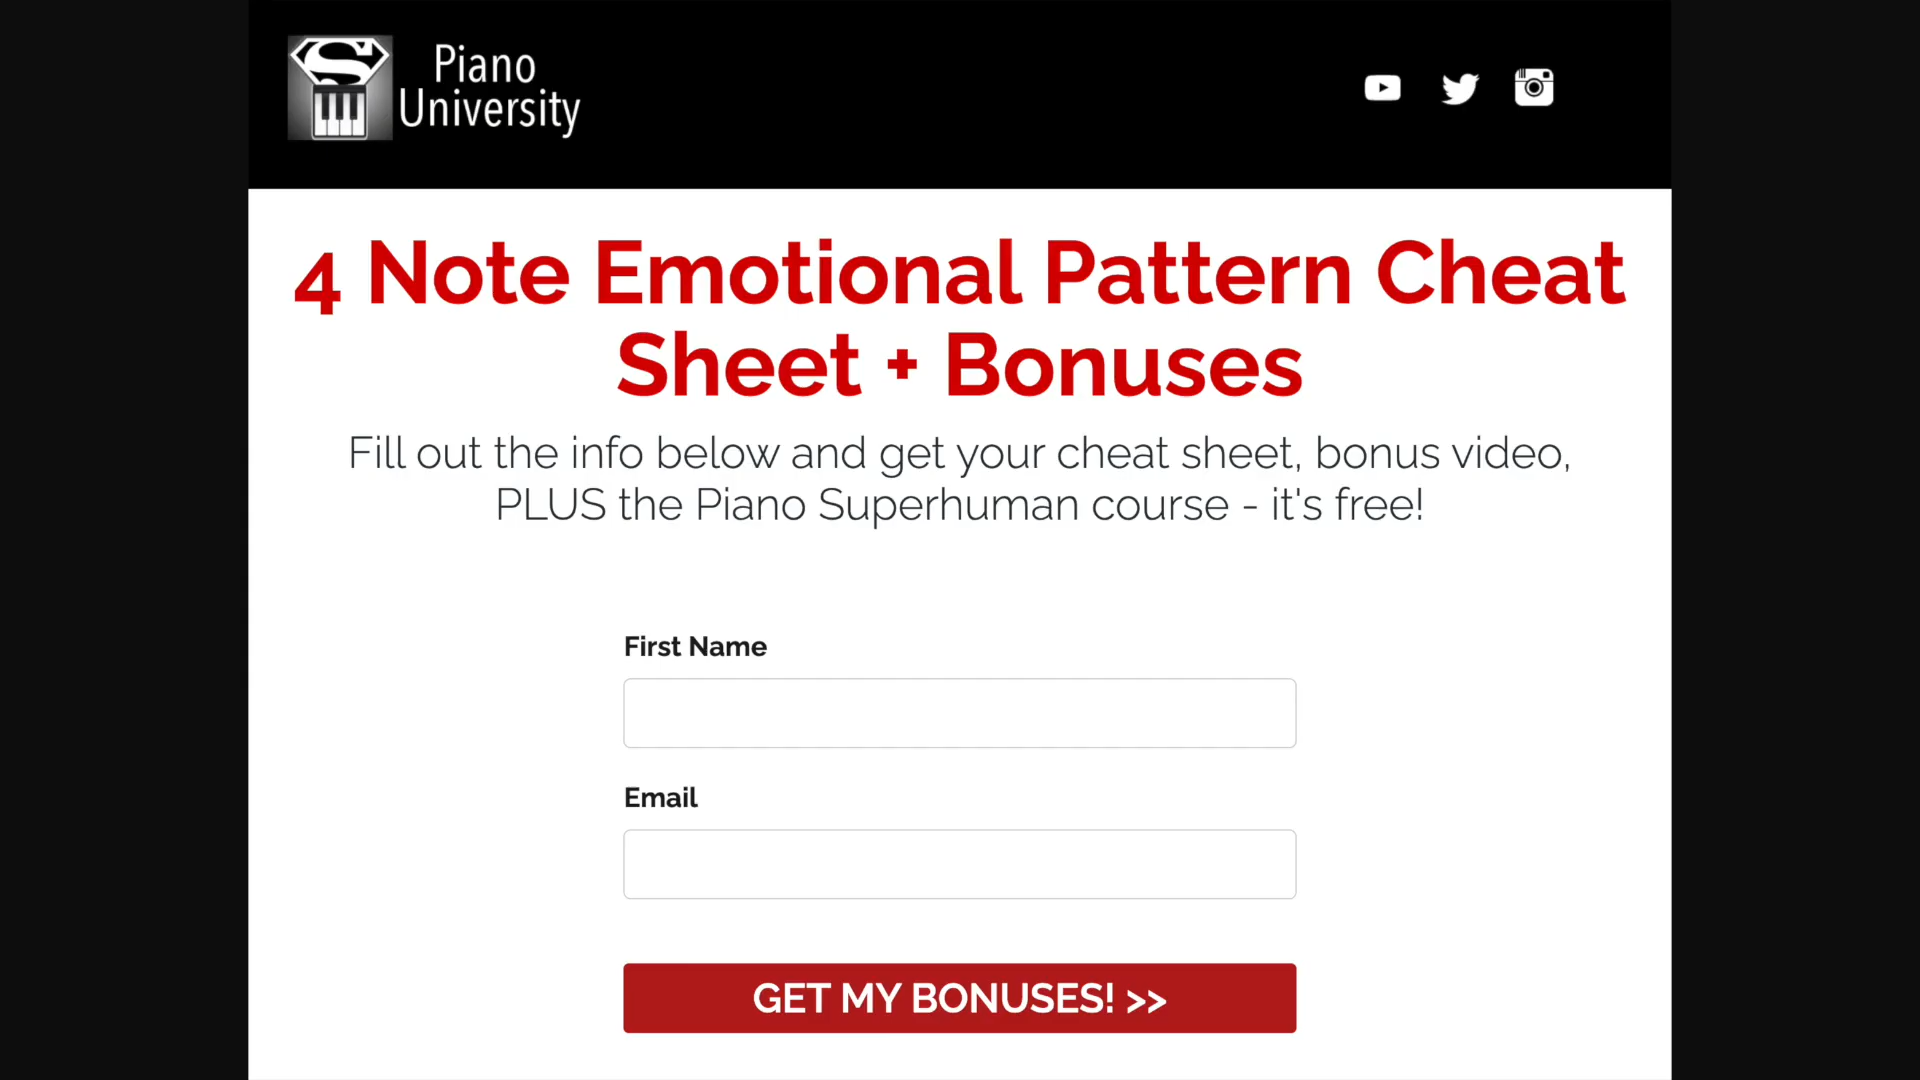 Piano
University
4 Note Emotional Pattern Cheat
Sheet + Bonuses
Fill out the info below and get your cheat sheet, bonus video,
PLUS the Piano Superhuman course - it's free!
First Name
Email
GET MY BONUSES! >>